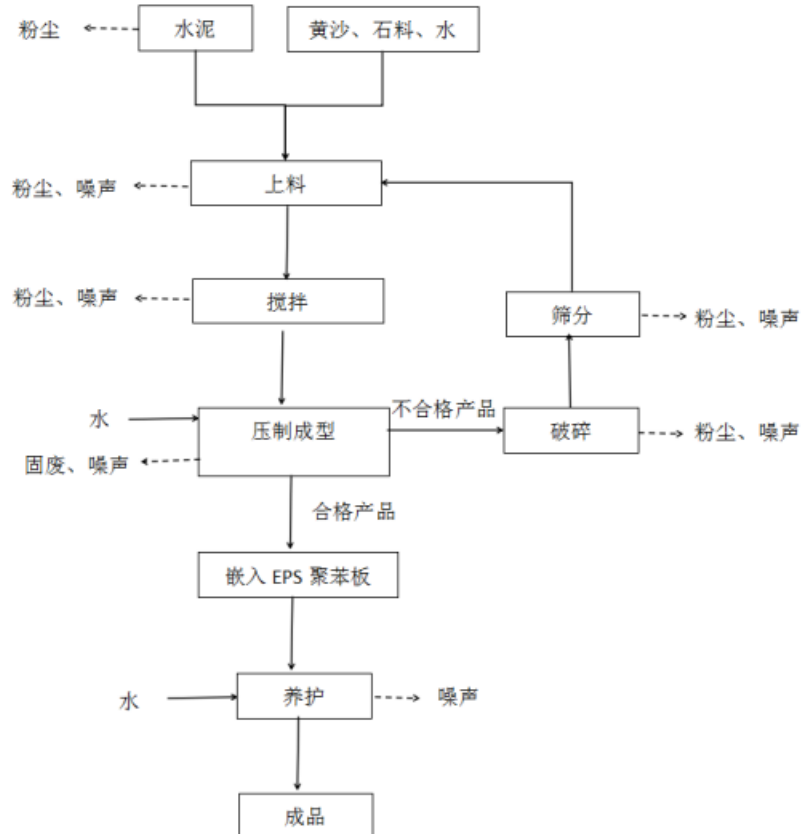 粉尘
水泥
黄沙、石料、水
粉尘、噪声
上料
粉尘、噪声
搅拌
筛分
粉尘、噪声
水
压制成型
不合格产品
破碎
粉尘、噪声
固废、噪声
合格产品
嵌入 EPS 聚苯板
水
养护
噪声
成品